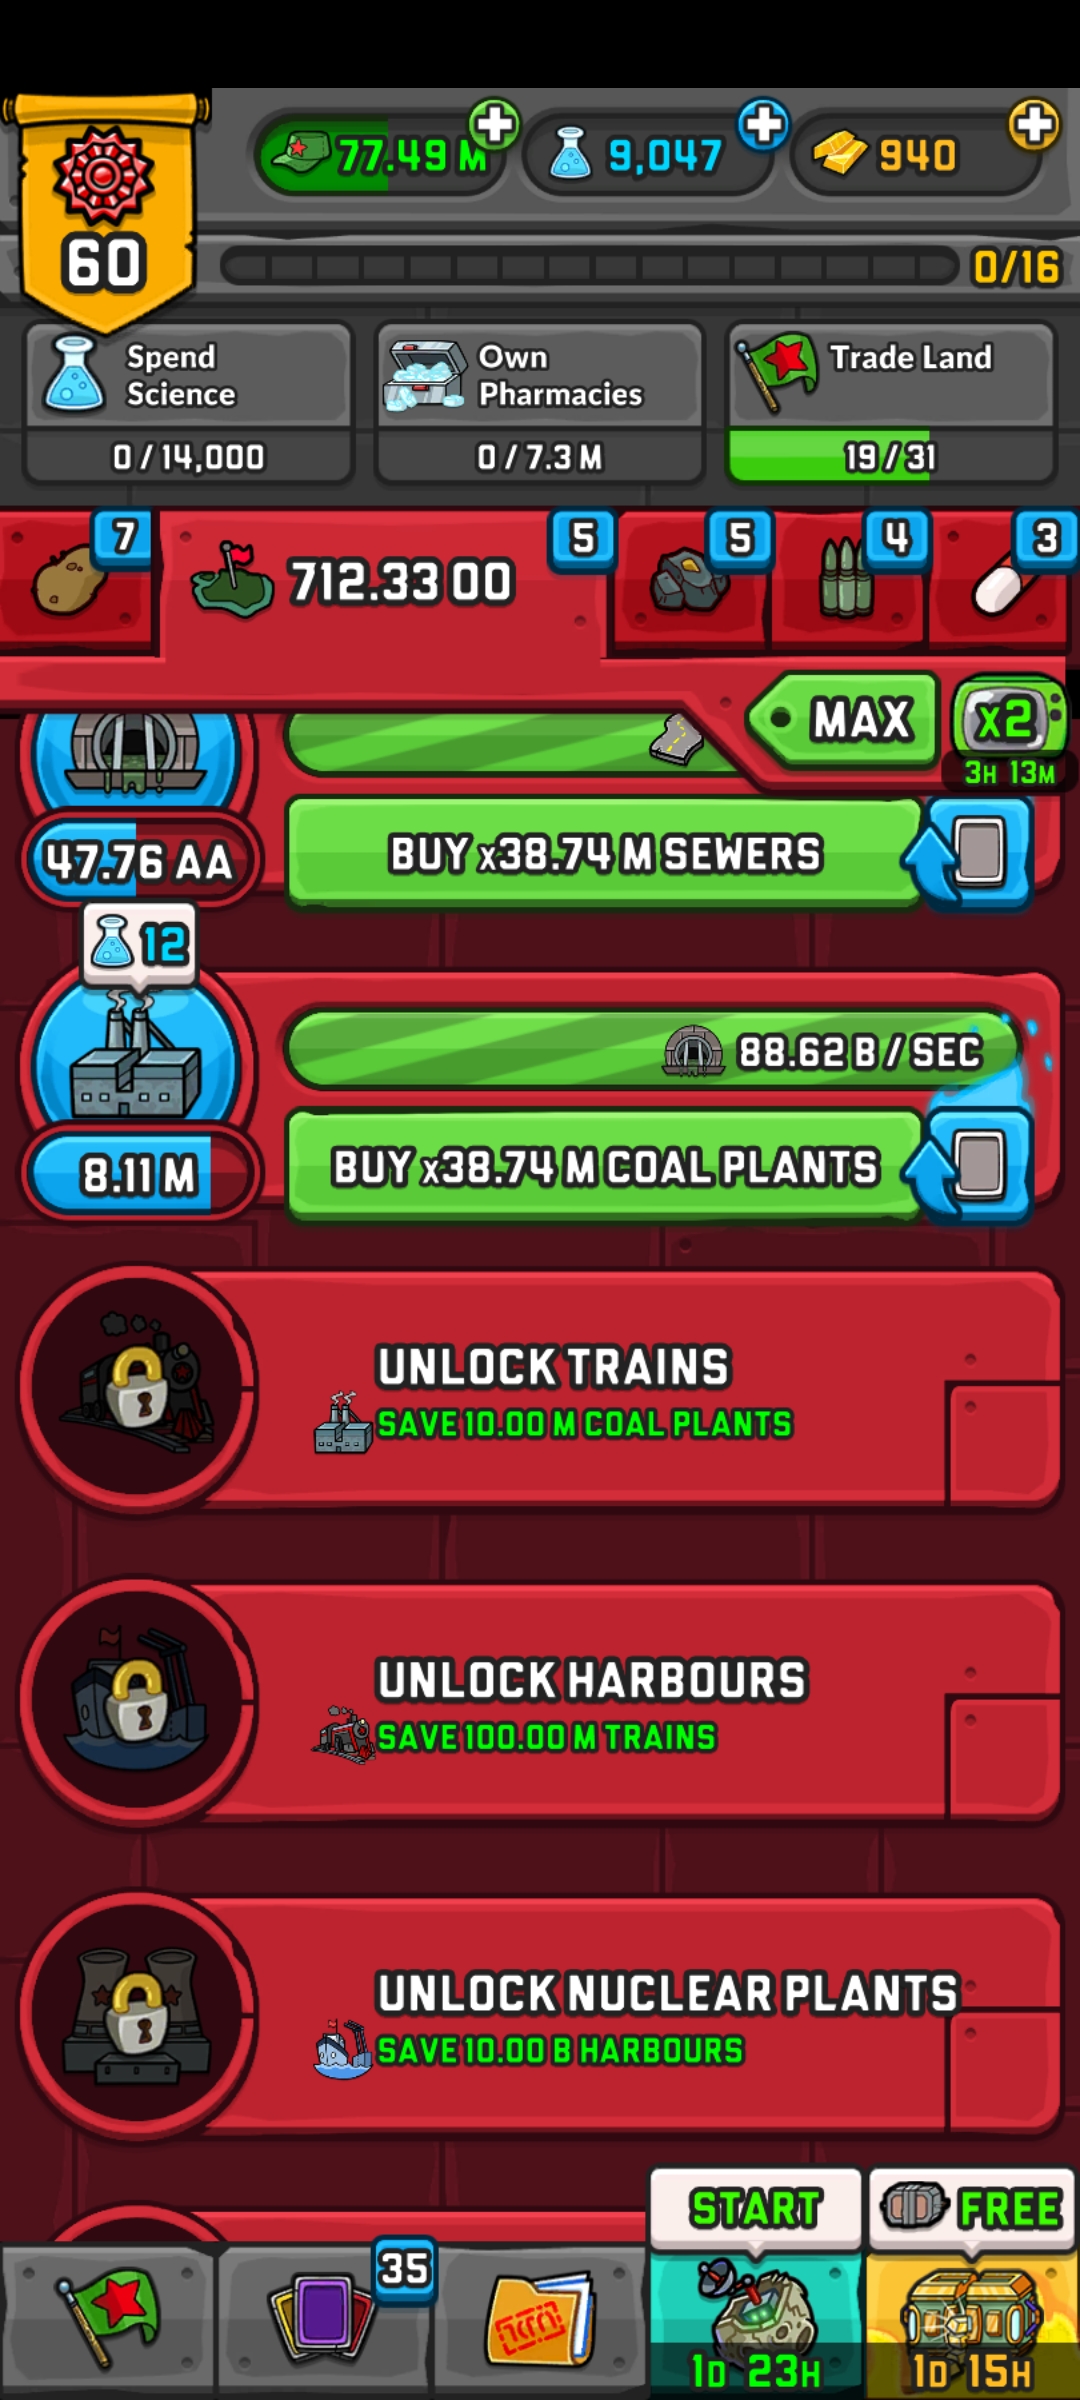 77.49 M
9,047
940
60
0/16
Spend
Science
0/14,000
Own
Pharmacies
0/7.3 M
Trade Land
19/31
7
712.33 OO
5
5
4
3
MAX
x2
3H 13M
47.76 AA
BUY x38.74 M SEWERS
12
88.62 B / SEC
8.11 M
BUY x38.74 M COAL PLANTS
UNLOCK TRAINS
SAVE 10.00 M COAL PLANTS
UNLOCK HARBOURS
SAVE 100.00 M TRAINS
UNLOCK NUCLEAR PLANTS
SAVE 10.00 B HARBOURS
START
FREE
35
1D 23H
1D 15H